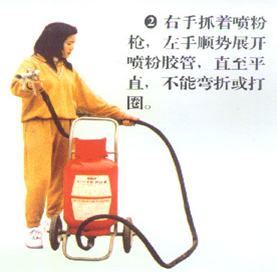 ❷ 右手抓着喷粉
枪，左手顺势展开
喷粉胶管，直至平
直，不能弯折或打
圈。